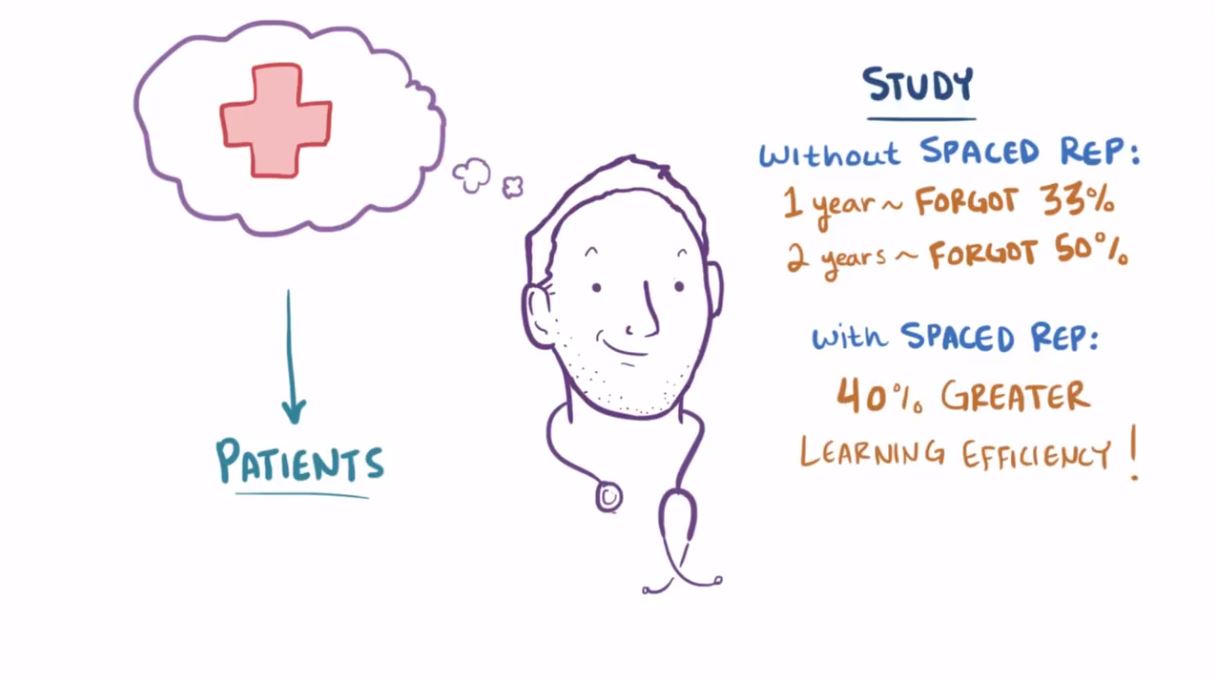 STUDY
Without SPACED REP:
1 year ~ FORGOT 33%
2 years ~ FORGOT 50%
with SPACED REP:
40% GREATER
LEARNING EFFICIENCY!
PATIENTS